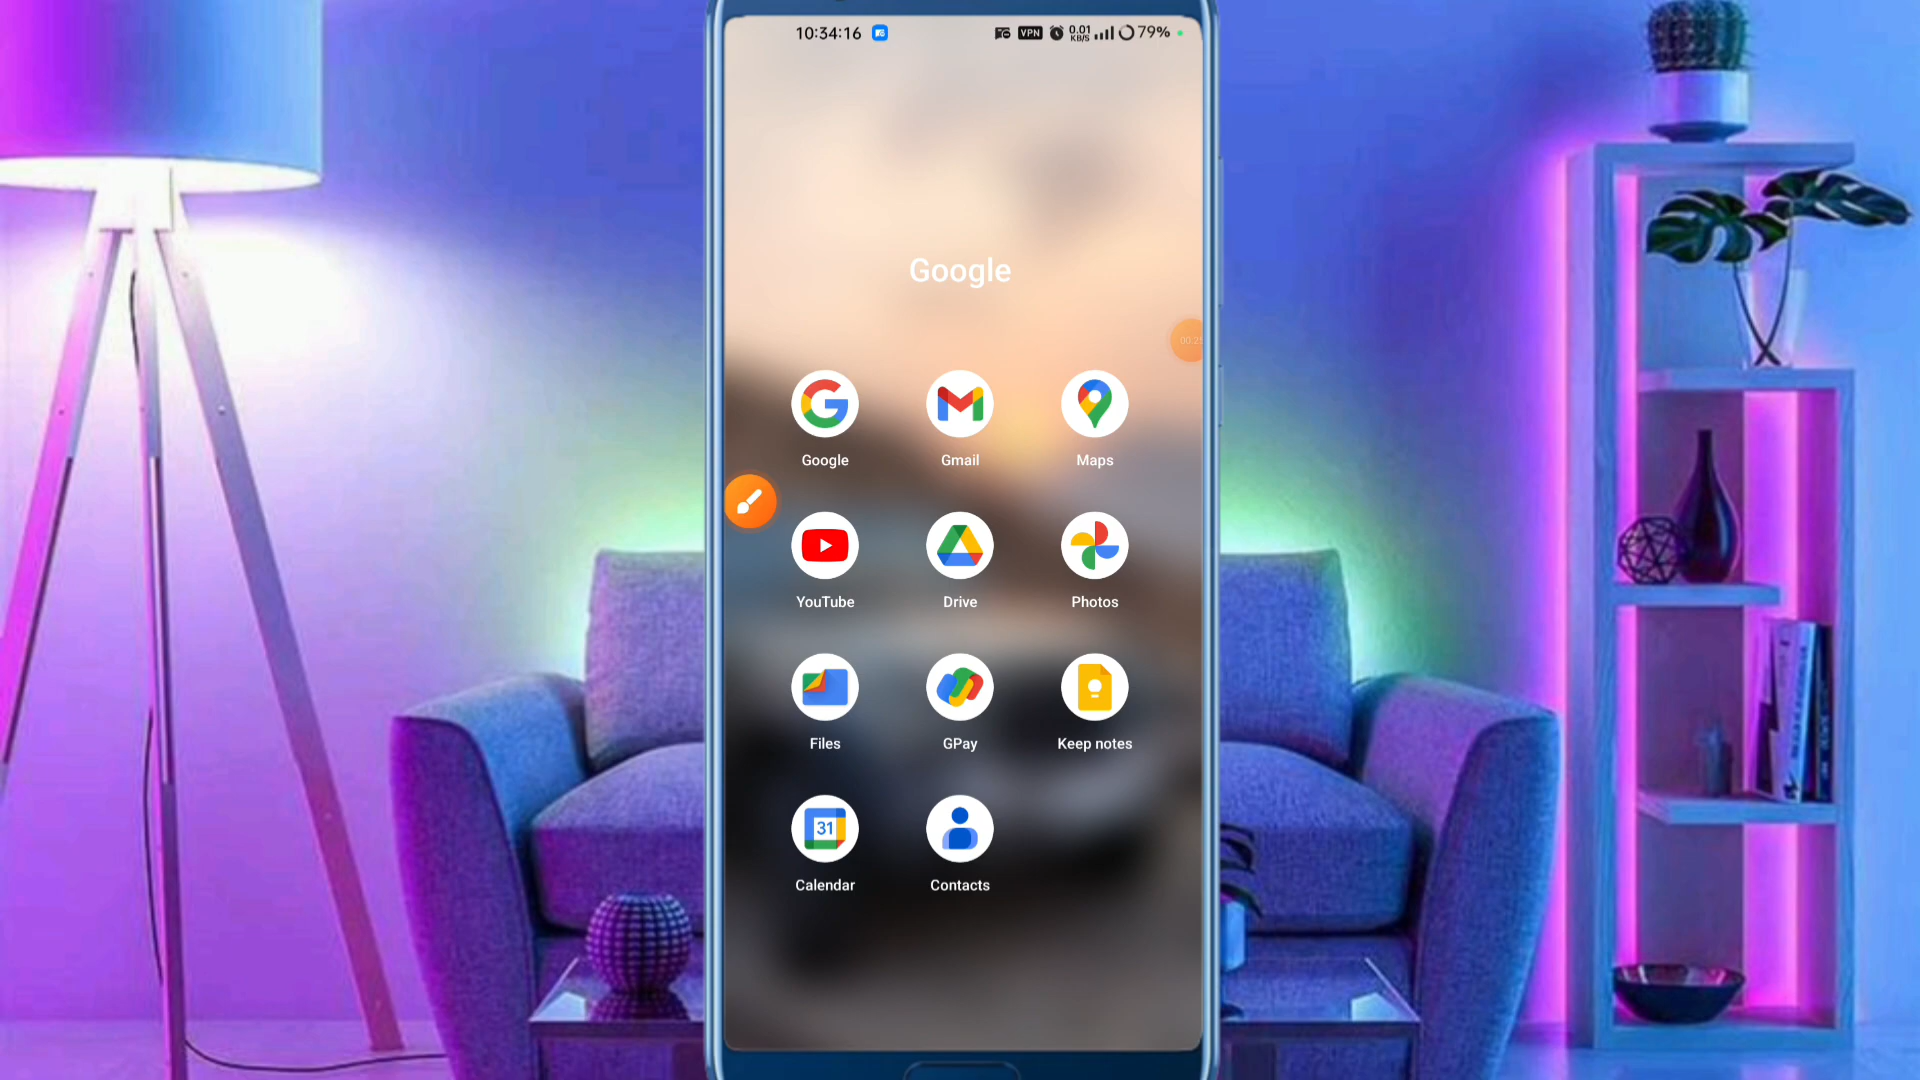 10:34:16 VPN 0.01 KB/S 79%
Google
Google Gmail Maps
YouTube Drive Photos
Files GPay Keep notes
31
Calendar Contacts